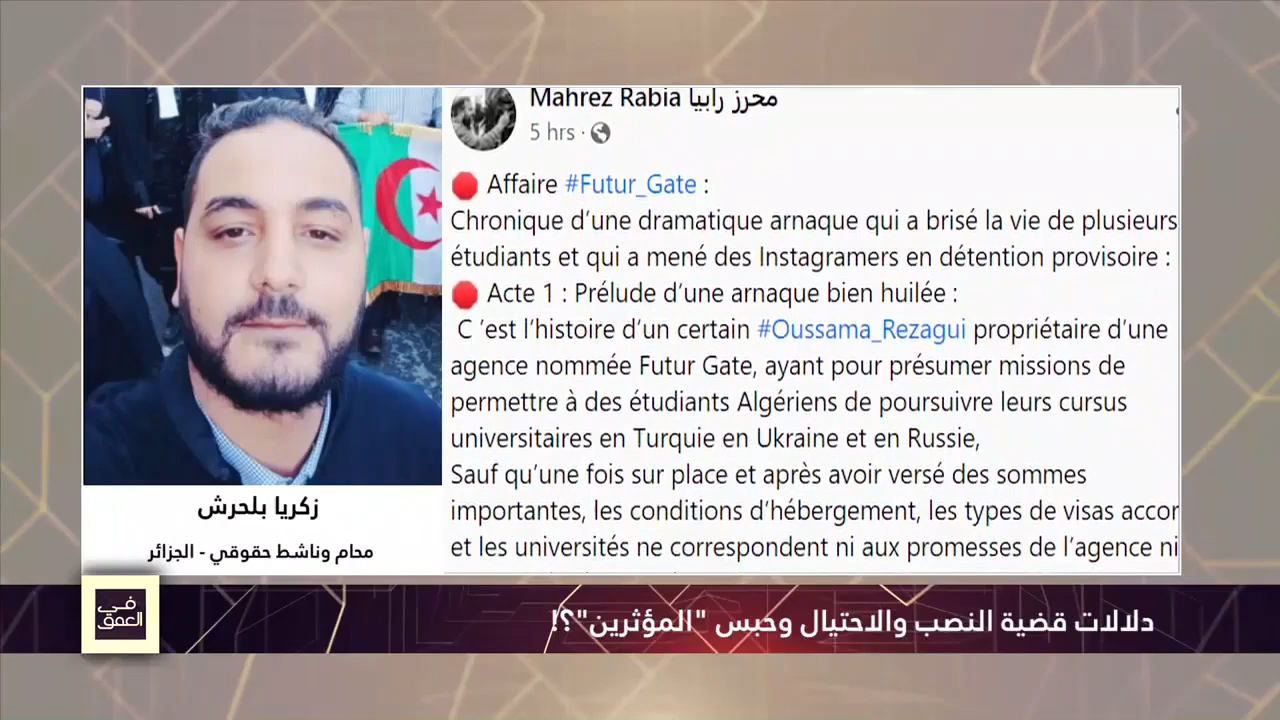 Mahrez Rabia محرز رابيا
5 hrs ·
Affaire #Futur_Gate :
Chronique d’une dramatique arnaque qui a brisé la vie de plusieurs
étudiants et qui a mené des Instagramers en détention provisoire :
Acte 1 : Prélude d’une arnaque bien huilée :
C ’est l’histoire d’un certain #Oussama_Rezagui propriétaire d’une
agence nommée Futur Gate, ayant pour présumer missions de
permettre à des étudiants Algériens de poursuivre leurs cursus
universitaires en Turquie en Ukraine et en Russie,
Sauf qu’une fois sur place et après avoir versé des sommes
importantes, les conditions d’hébergement, les types de visas accor
et les universités ne correspondent ni aux promesses de l’agence ni
زكريا بلحرش
محام وناشط حقوقي - الجزائر
في
العمق
دلالات قضية النصب والاحتيال وحبس "المؤثرين"؟!